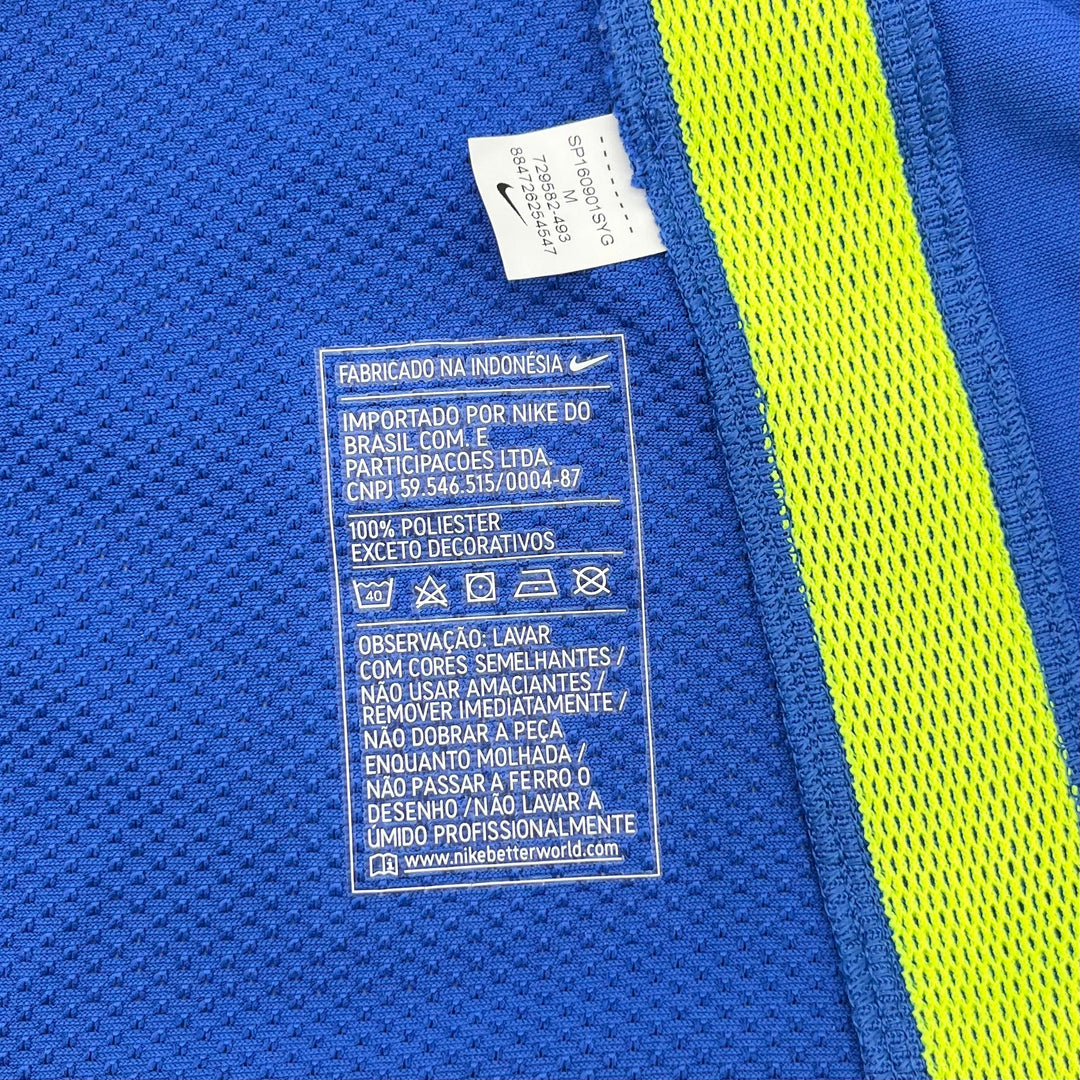 SP160901SYG
M
729582-493
884726254547
FABRICADO NA INDONÉSIA
IMPORTADO POR NIKE DO
BRASIL COM. E
PARTICIPACOES LTDA.
CNPJ 59.546.515/0004-87
100% POLIESTER
EXCETO DECORATIVOS
40
OBSERVAÇÃO: LAVAR
COM CORES SEMELHANTES /
NÃO USAR AMACIANTES /
REMOVER IMEDIATAMENTE /
NÃO DOBRAR A PEÇA
ENQUANTO MOLHADA /
NÃO PASSAR A FERRO O
DESENHO / NÃO LAVAR A
ÚMIDO PROFISSIONALMENTE
www.nikebetterworld.com